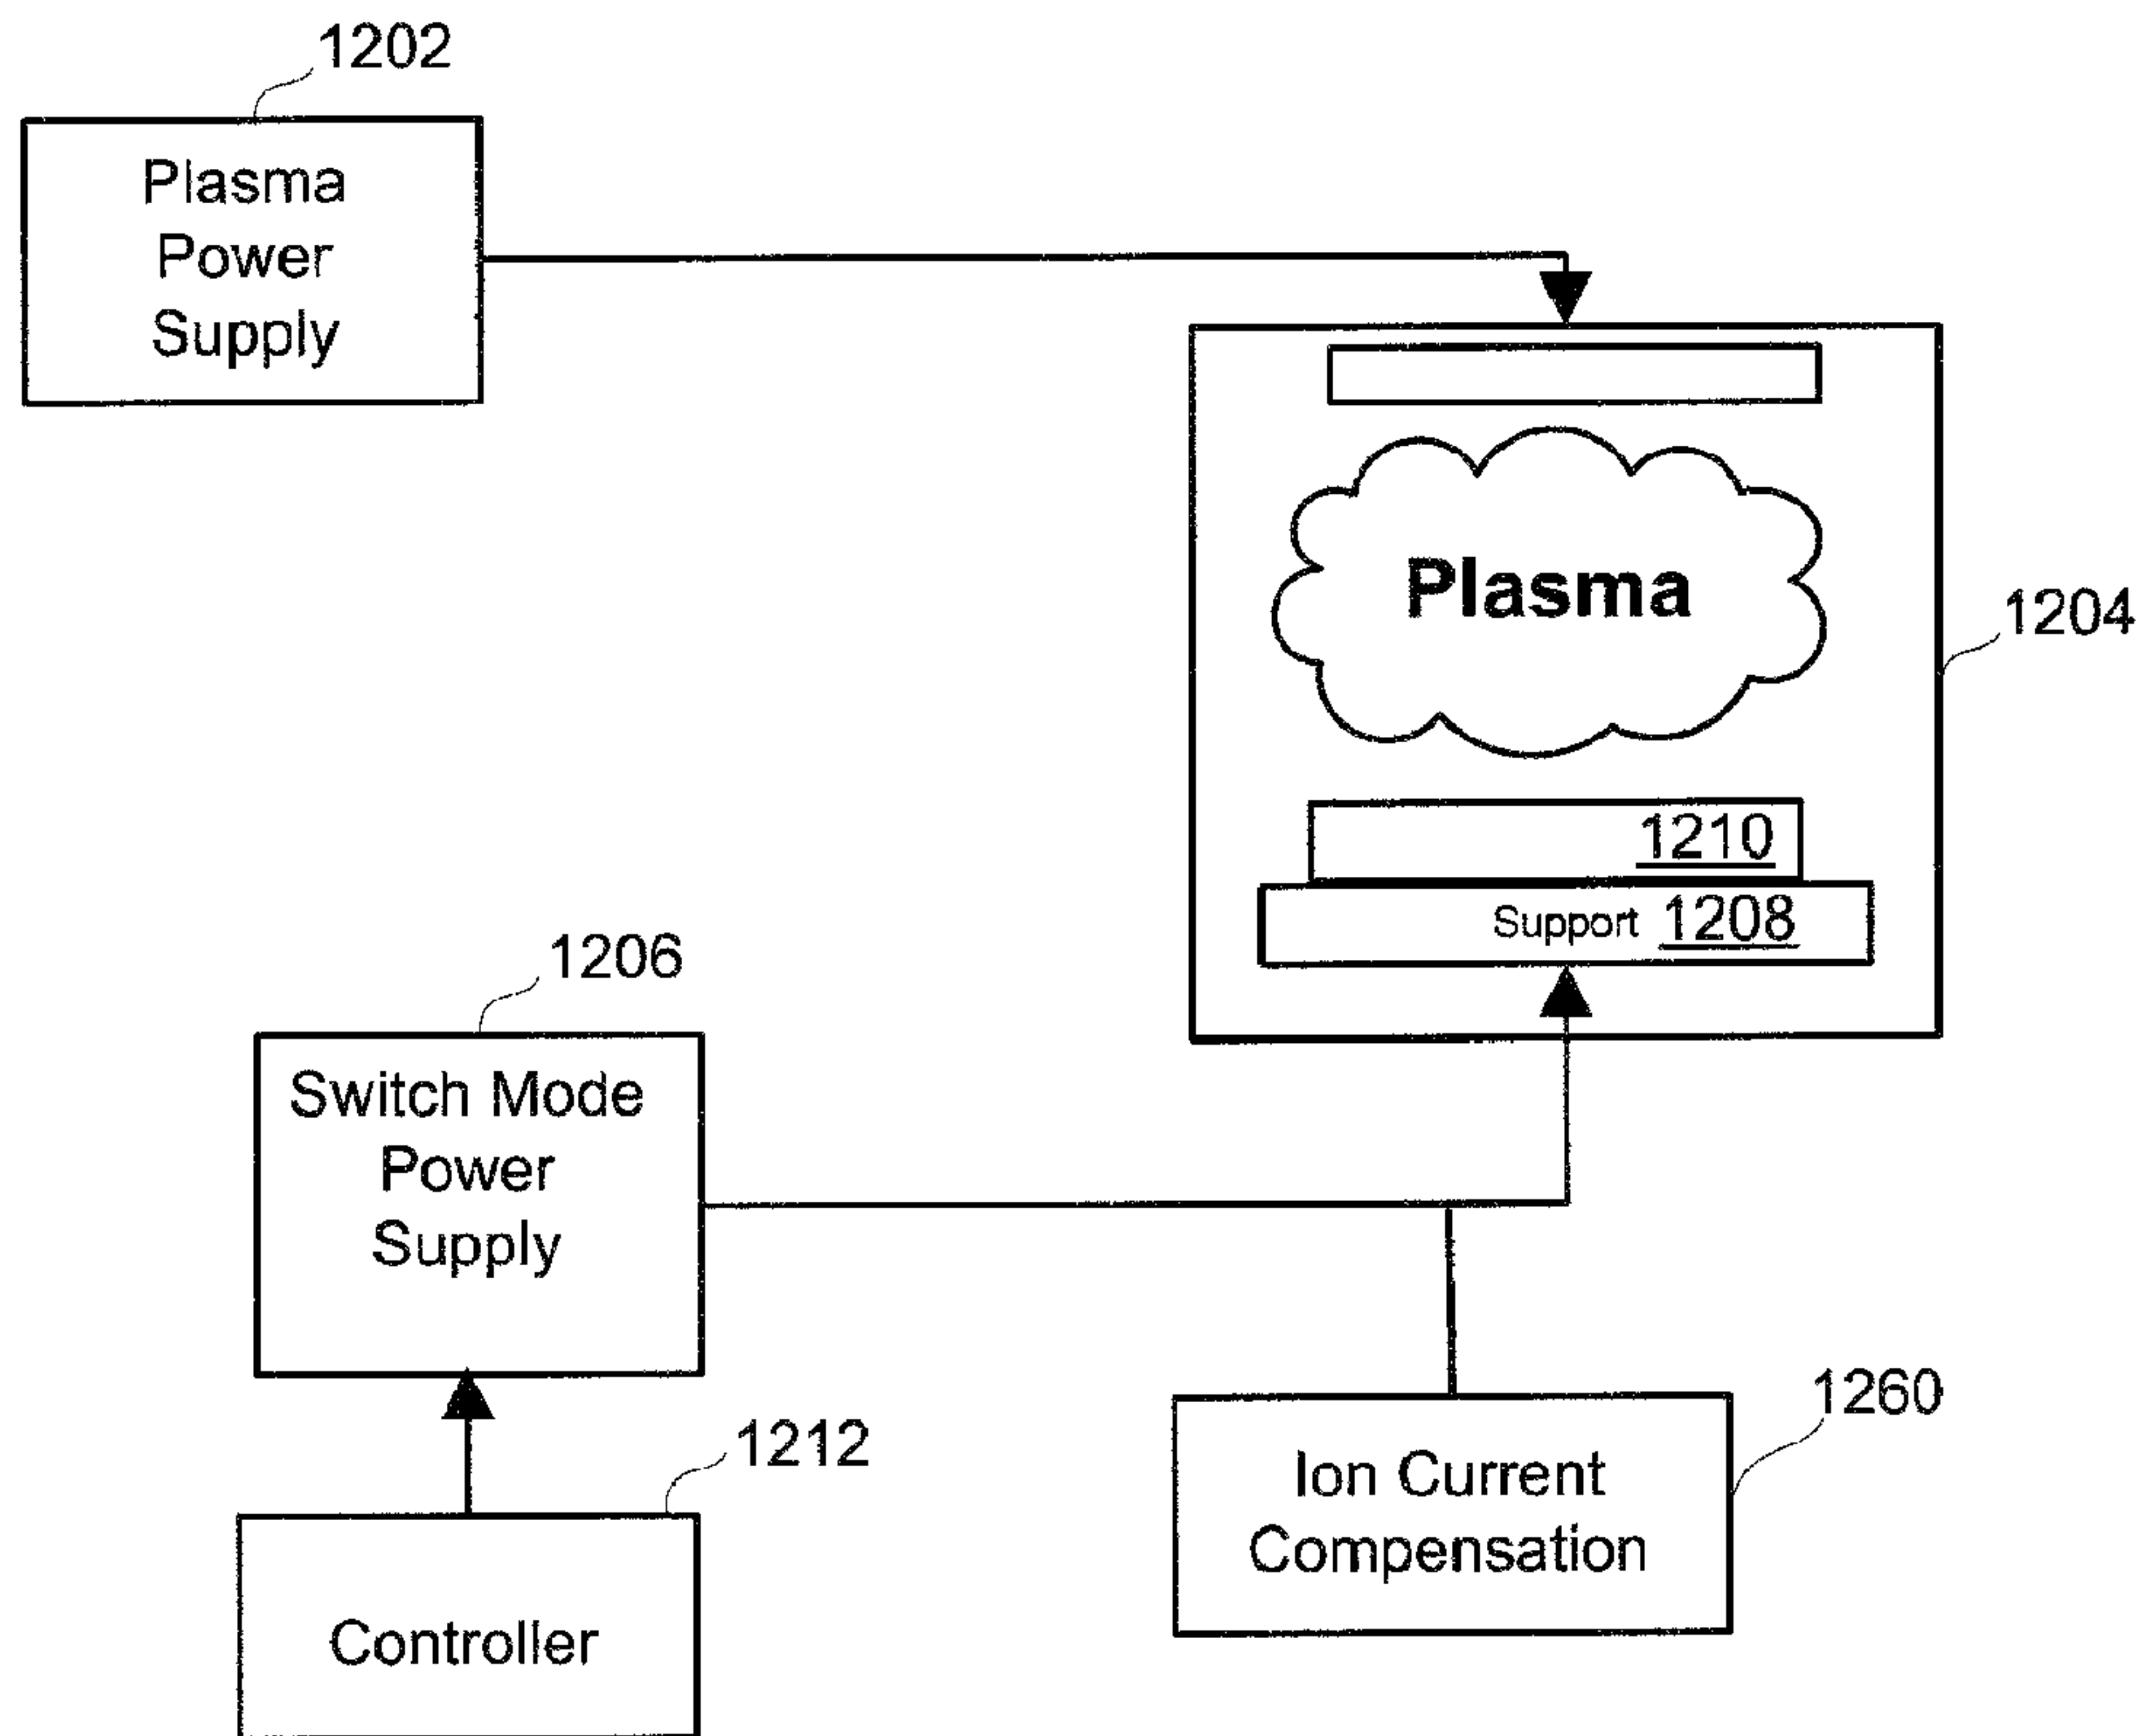 1202
Plasma
Power
Supply
Plasma
1204
1210
Support 1208
1206
Switch Mode
Power
Supply
1212
Controller
1260
Ion Current
Compensation